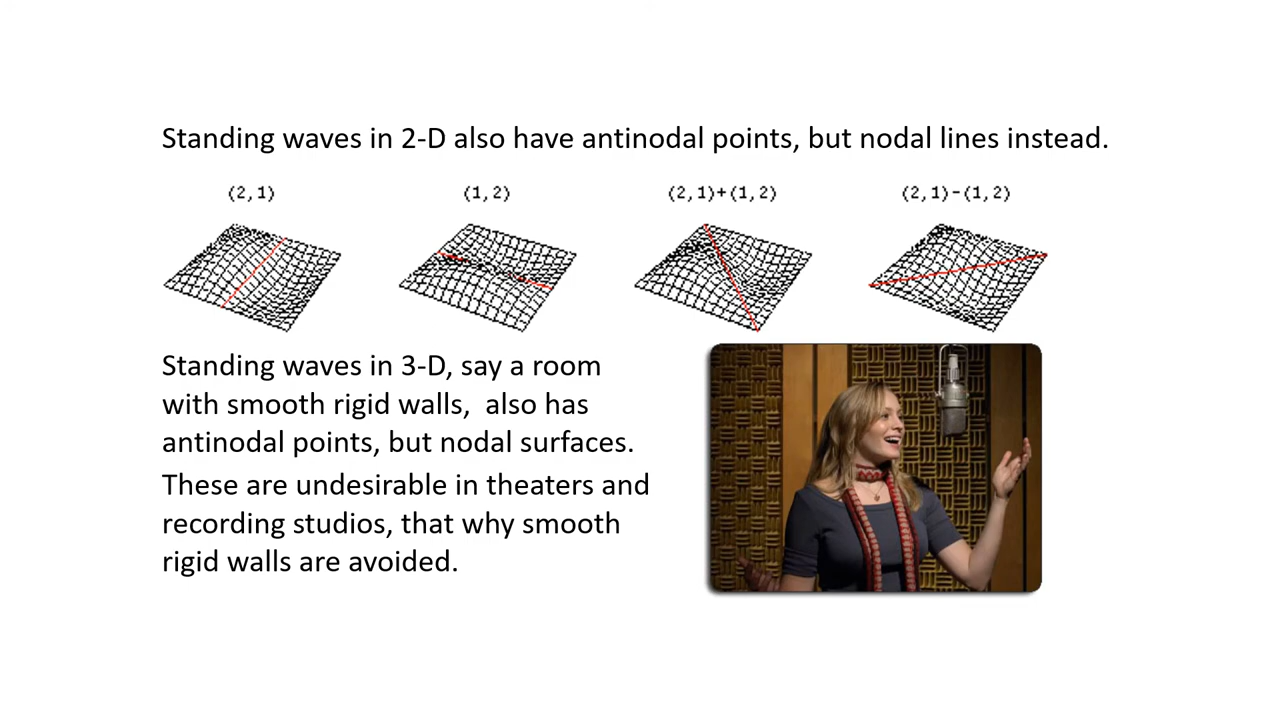 Standing waves in 2-D also have antinodal points, but nodal lines instead.
(2,1) (1,2) (2,1)+(1,2) (2,1)-(1,2)
Standing waves in 3-D, say a room
with smooth rigid walls,  also has
antinodal points, but nodal surfaces.
These are undesirable in theaters and
recording studios, that why smooth
rigid walls are avoided.